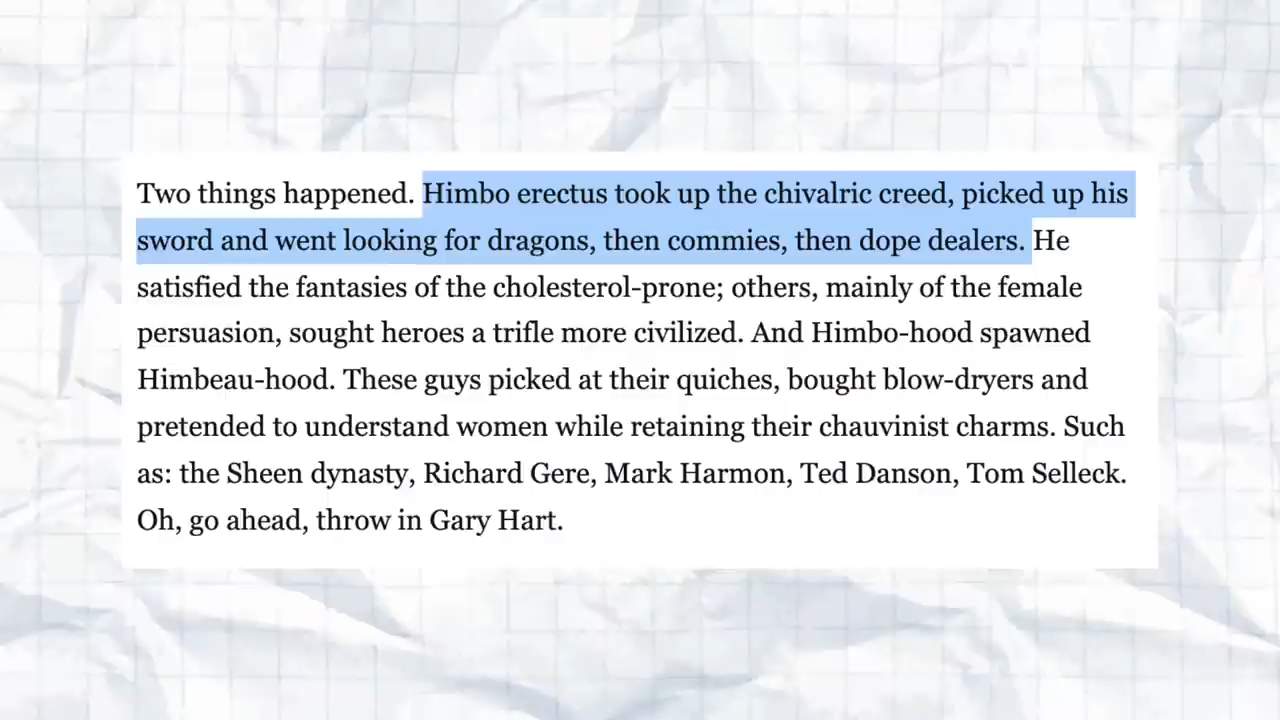 Two things happened. Himbo erectus took up the chivalric creed, picked up his
sword and went looking for dragons, then commies, then dope dealers. He
satisfied the fantasies of the cholesterol-prone; others, mainly of the female
persuasion, sought heroes a trifle more civilized. And Himbo-hood spawned
Himbeau-hood. These guys picked at their quiches, bought blow-dryers and
pretended to understand women while retaining their chauvinist charms. Such
as: the Sheen dynasty, Richard Gere, Mark Harmon, Ted Danson, Tom Selleck.
Oh, go ahead, throw in Gary Hart.